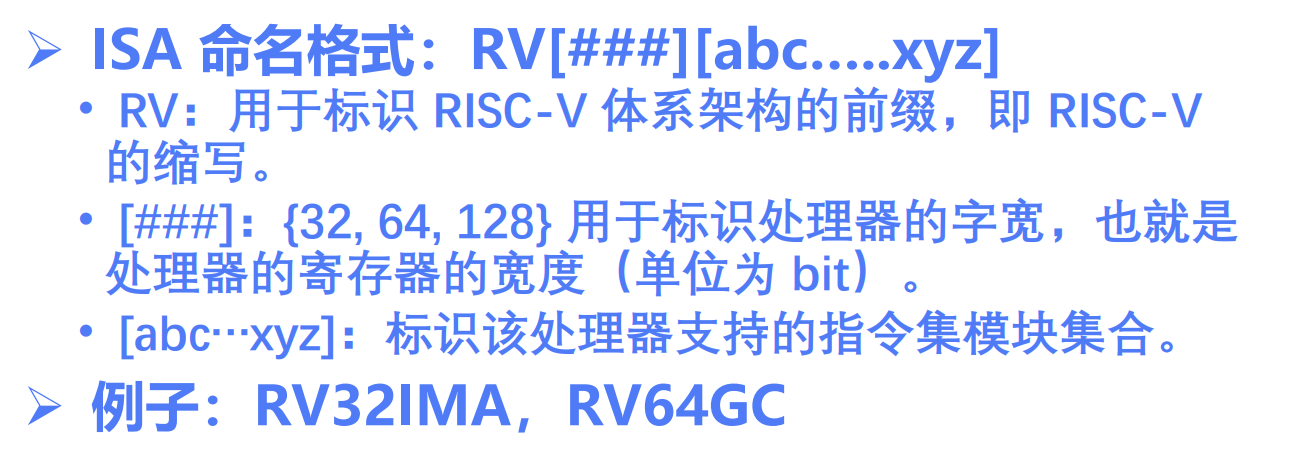 ➢ ISA 命名格式：RV[###][abc.....xyz]
• RV：用于标识 RISC-V 体系架构的前缀，即 RISC-V
的缩写。
• [###]：{32, 64, 128} 用于标识处理器的字宽，也就是
处理器的寄存器的宽度（单位为 bit）。
• [abc…xyz]：标识该处理器支持的指令集模块集合。
➢ 例子：RV32IMA，RV64GC